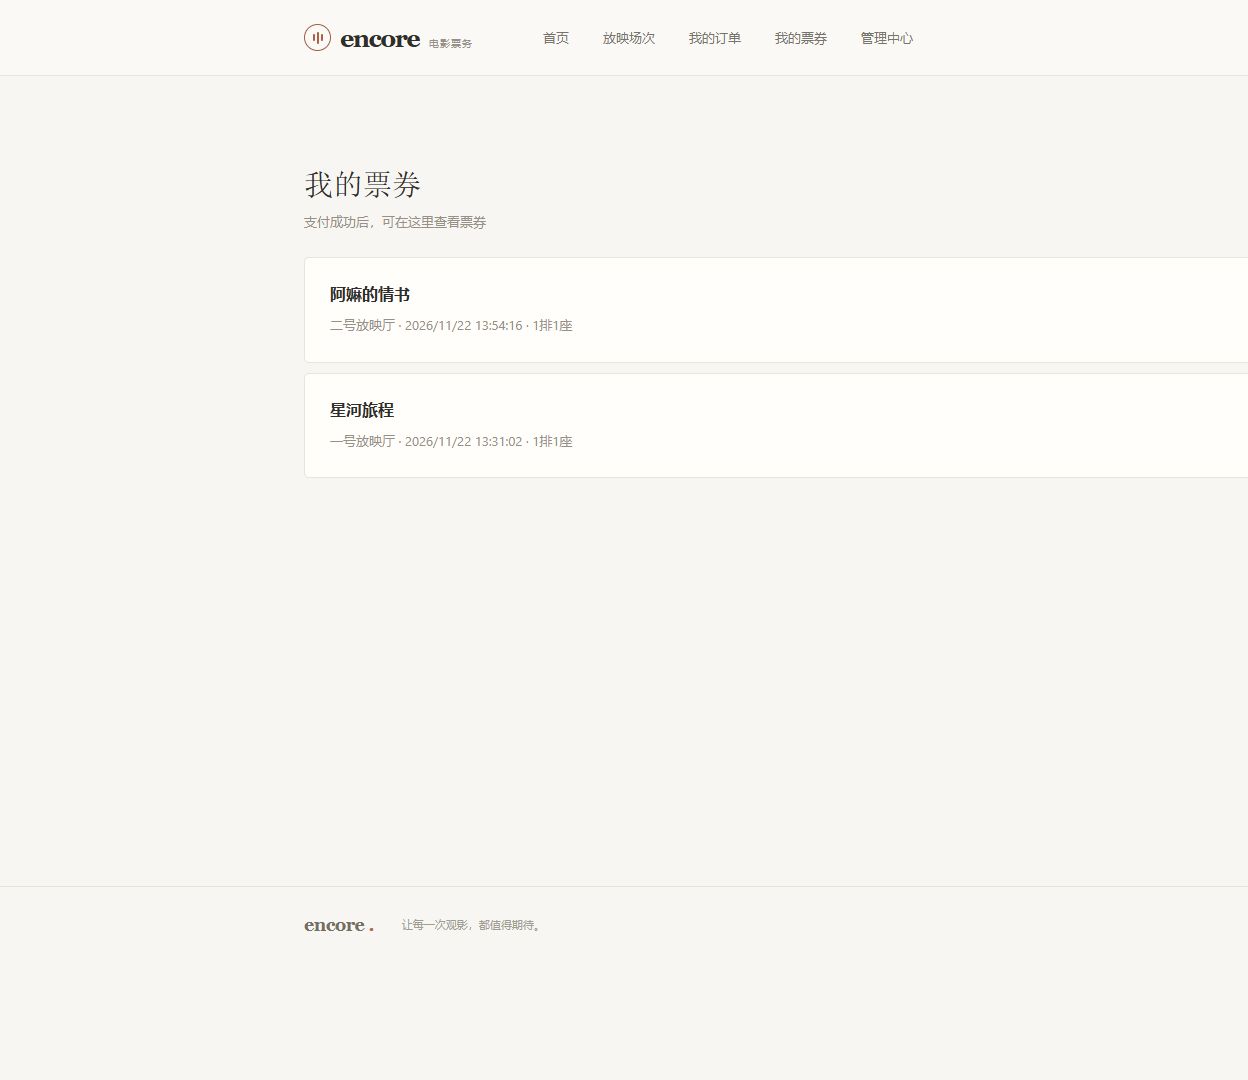 encore 电影票务 首页 放映场次 我的订单 我的票券 管理中心
我的票券
支付成功后，可在这里查看票券
阿嫲的情书
二号放映厅 · 2026/11/22 13:54:16 · 1排1座
星河旅程
一号放映厅 · 2026/11/22 13:31:02 · 1排1座
encore . 让每一次观影，都值得期待。